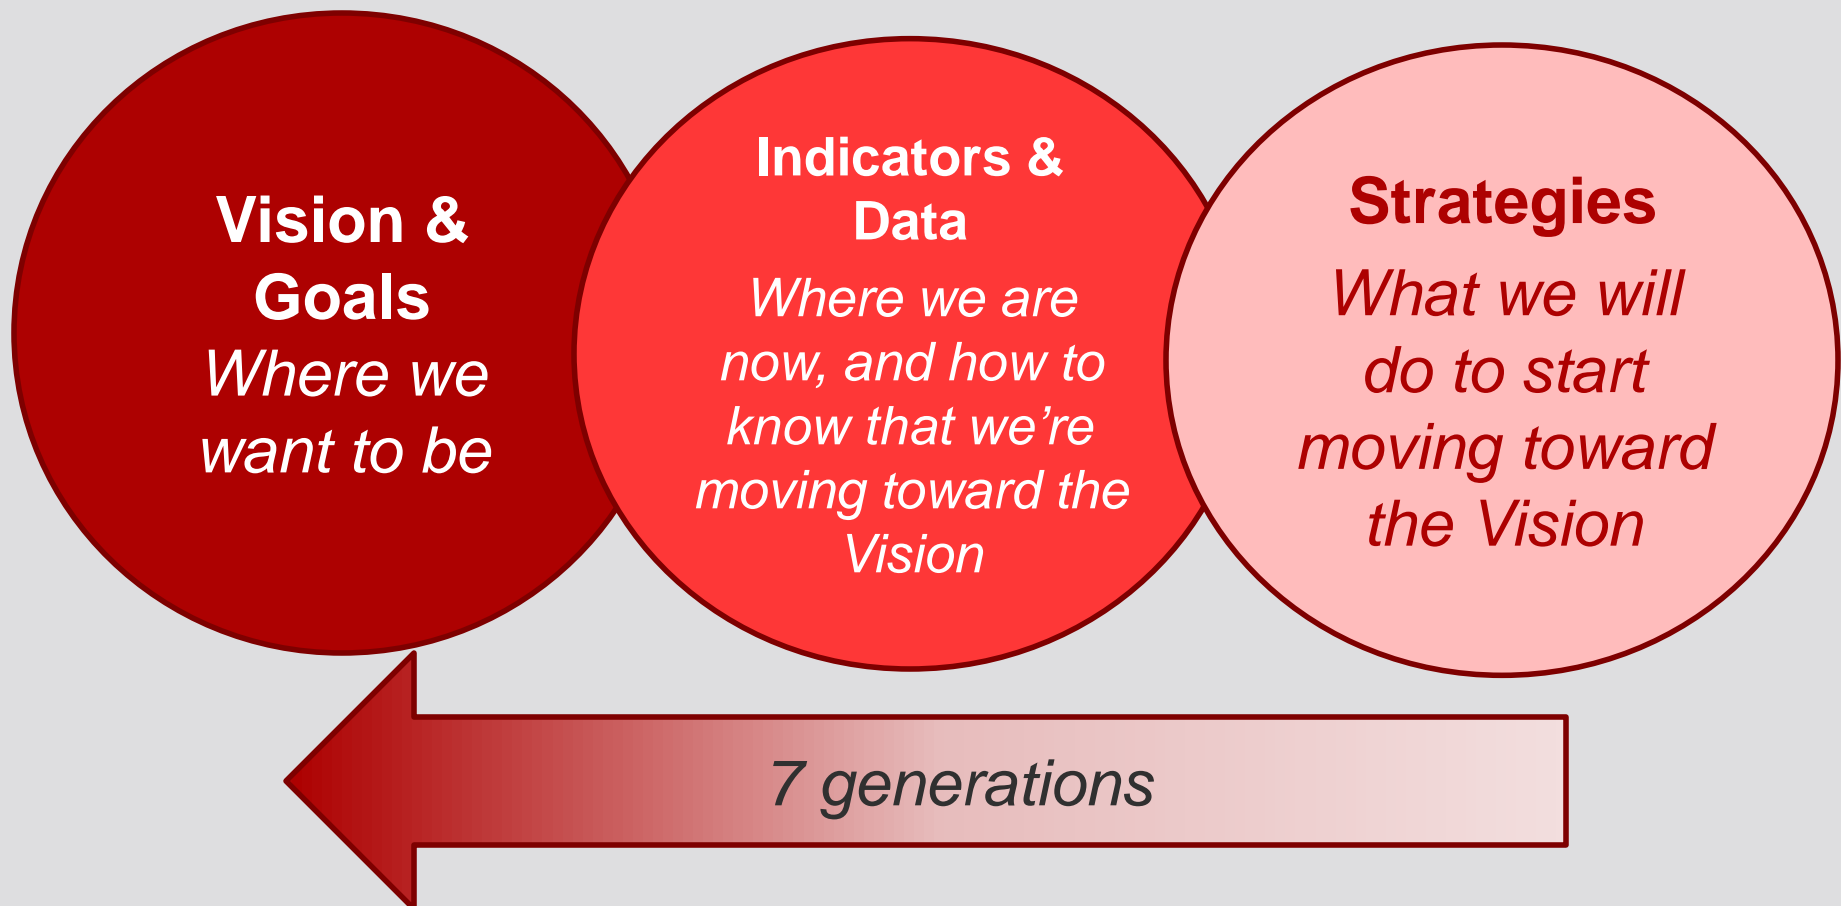 Vision &
Goals
Where we
want to be
Indicators &
Data
Where we are
now, and how to
know that we’re
moving toward the
Vision
Strategies
What we will
do to start
moving toward
the Vision
7 generations